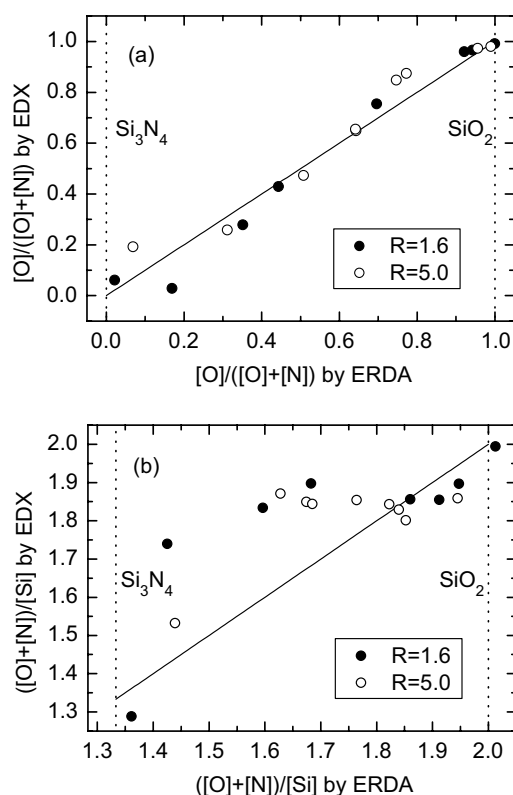 (a)
Si₃N₄
SiO₂
R=1.6
R=5.0
1.0
0.8
0.6
0.4
0.2
0.0
[O]/([O]+[N]) by EDX
0.0 0.2 0.4 0.6 0.8 1.0
[O]/([O]+[N]) by ERDA
(b)
Si₃N₄
SiO₂
R=1.6
R=5.0
2.0
1.9
1.8
1.7
1.6
1.5
1.4
1.3
([O]+[N])/[Si] by EDX
1.3 1.4 1.5 1.6 1.7 1.8 1.9 2.0
([O]+[N])/[Si] by ERDA